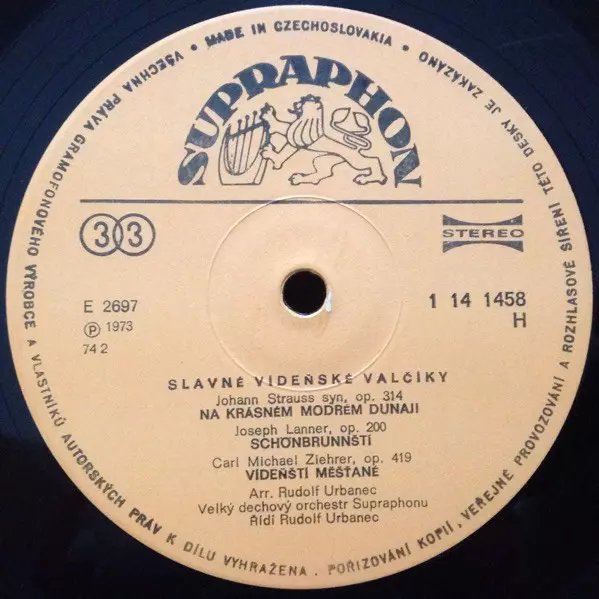 • MADE IN CZECHOSLOVAKIA •
VŠECHNA PRÁVA GRAMOFONOVÉHO VÝROBCE A VLASTNÍKŮ AUTORSKÝCH PRÁV K DÍLU VYHRAŽENA. POŘIZOVÁNÍ KOPIÍ, VEŘEJNÉ PROVOZOVÁNÍ A ROZHLASOVÉ ŠÍŘENÍ TÉTO DESKY JE ZAKÁZÁNO
SUPRAPHON
33
STEREO
E 2697
1 14 1458
Ⓟ 1973
H
74 2
SLAVNÉ VÍDEŇSKÉ VALČÍKY
Johann Strauss syn, op. 314
NA KRÁSNÉM MODRÉM DUNAJI
Joseph Lanner, op. 200
SCHÖNBRUNNŠTÍ
Carl Michael Ziehrer, op. 419
VÍDEŇŠTÍ MĚŠŤANÉ
Arr. Rudolf Urbanec
Velký dechový orchestr Supraphonu
Řídí Rudolf Urbanec